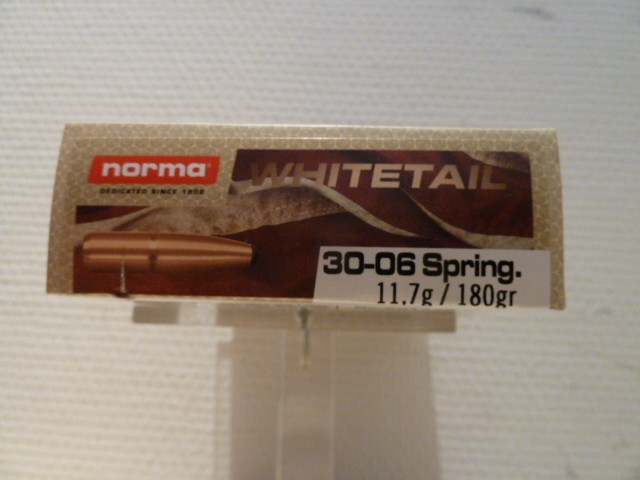 norma
DEDICATED SINCE 1902
WHITETAIL
30-06 Spring.
11,7g / 180gr